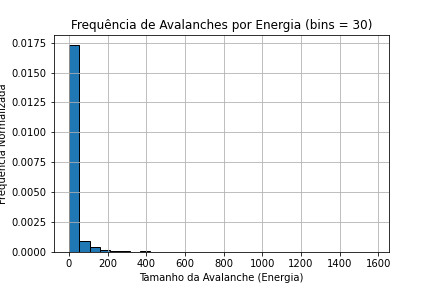 Frequência de Avalanches por Energia (bins = 30)
0.0175
0.0150
0.0125
0.0100
0.0075
0.0050
0.0025
0.0000
Frequência Normalizada
0 200 400 600 800 1000 1200 1400 1600
Tamanho da Avalanche (Energia)